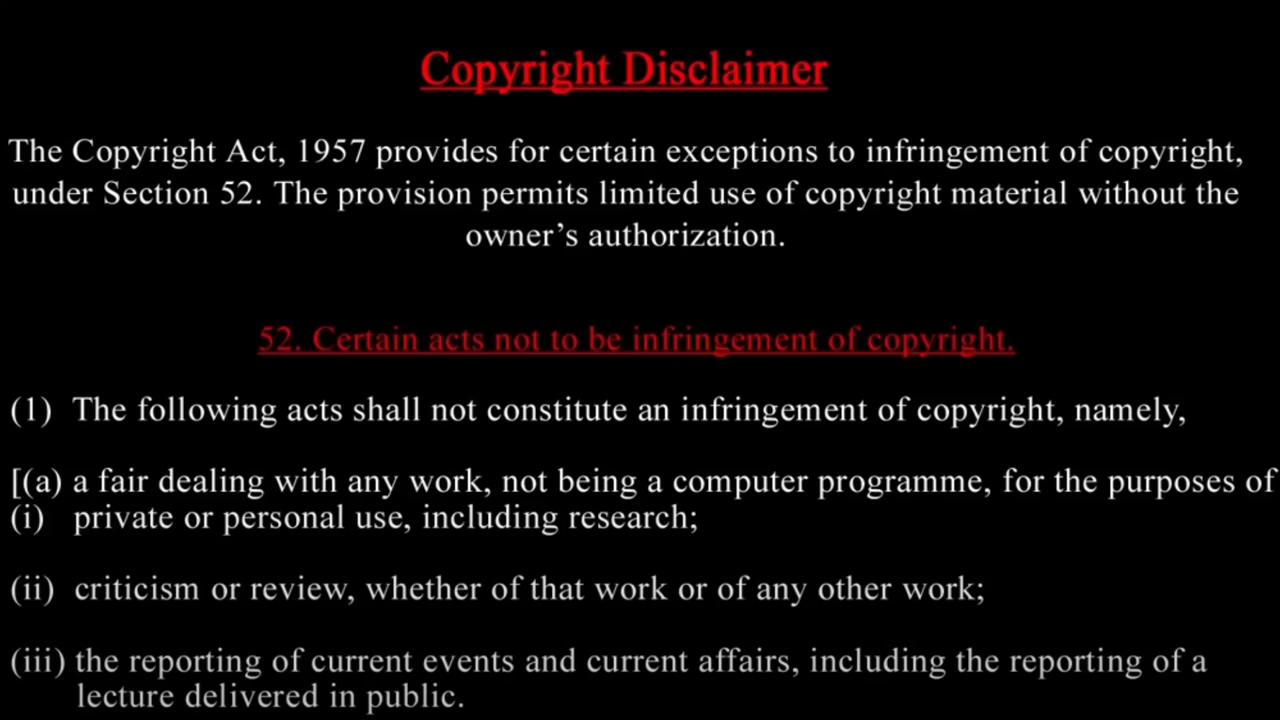 Copyright Disclaimer
The Copyright Act, 1957 provides for certain exceptions to infringement of copyright,
under Section 52. The provision permits limited use of copyright material without the
owner’s authorization.
52. Certain acts not to be infringement of copyright.
(1) The following acts shall not constitute an infringement of copyright, namely,
[(a) a fair dealing with any work, not being a computer programme, for the purposes of
(i) private or personal use, including research;
(ii) criticism or review, whether of that work or of any other work;
(iii) the reporting of current events and current affairs, including the reporting of a
lecture delivered in public.